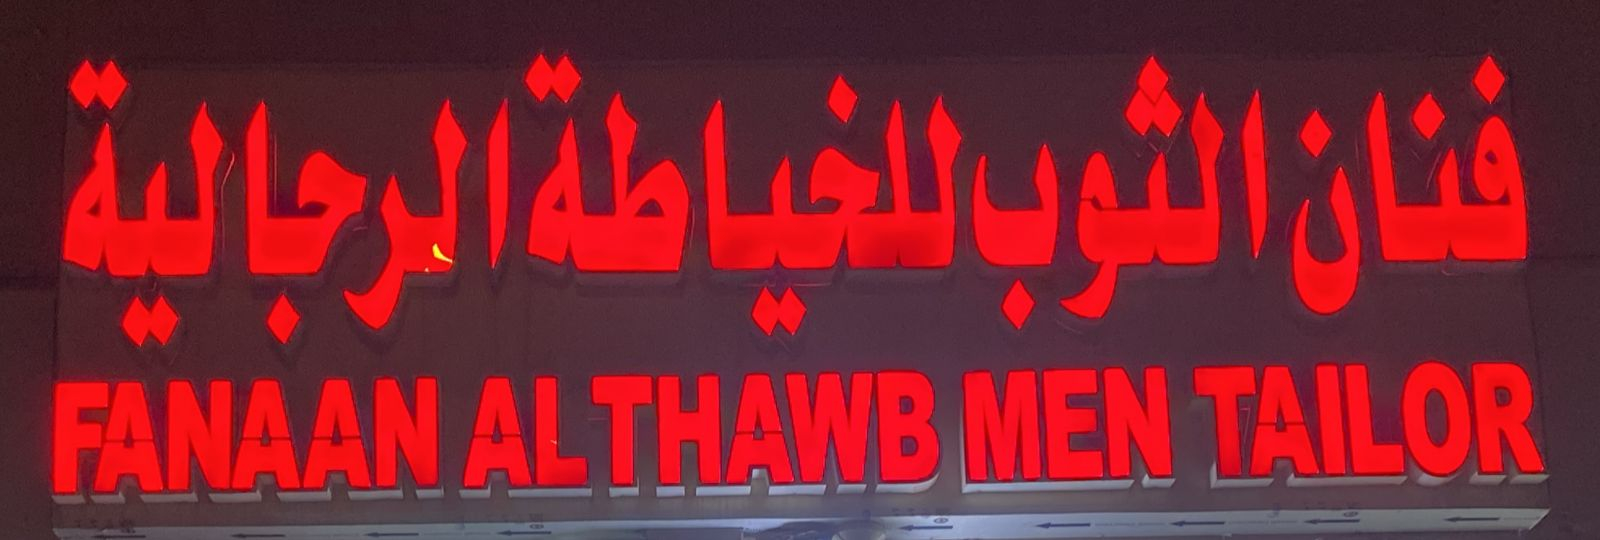 فنان الثوب للخياطة الرجالية
FANAAN AL THAWB MEN TAILOR